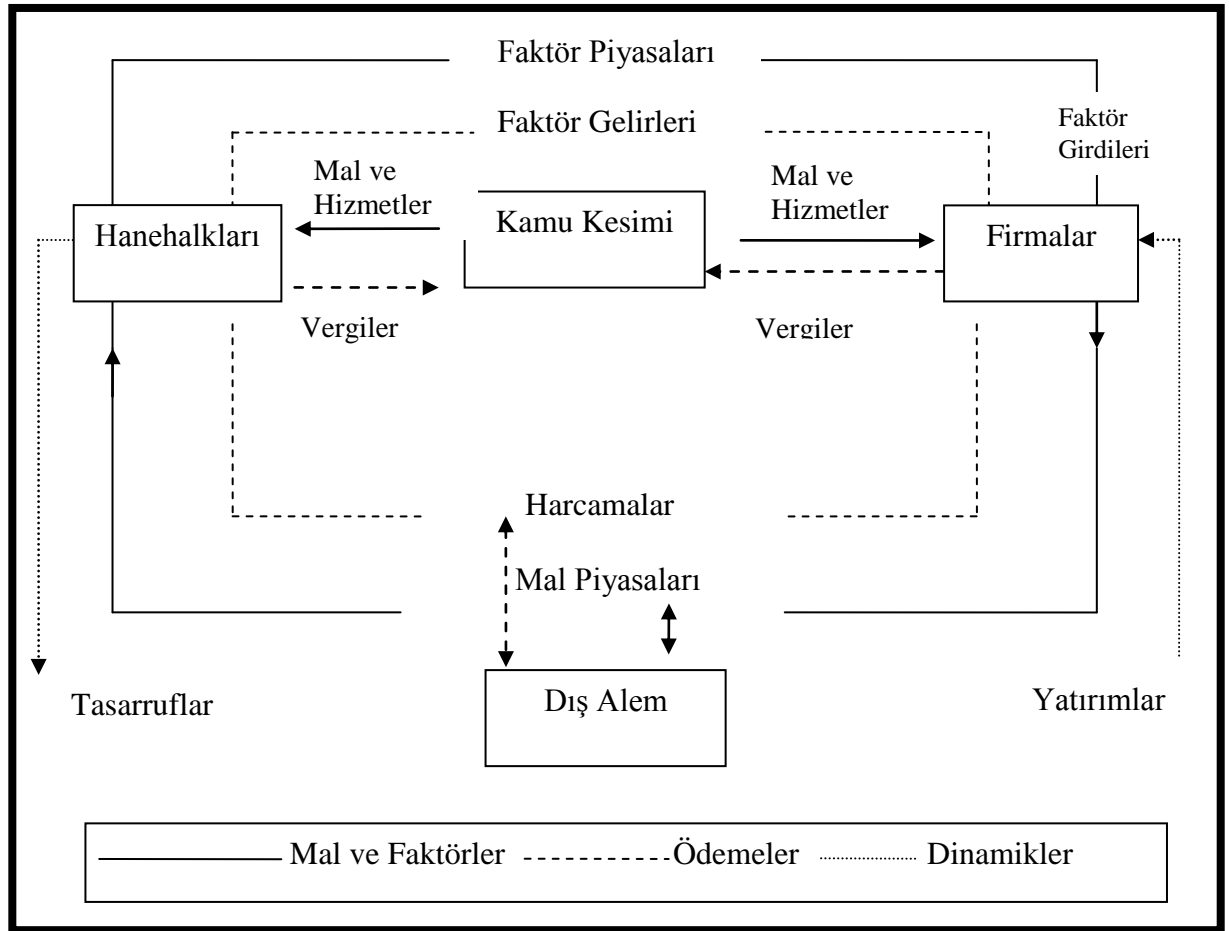 Faktör Piyasaları
Faktör Gelirleri
Faktör
Girdileri
Mal ve
Hizmetler
Mal ve
Hizmetler
Hanehalkları
Kamu Kesimi
Firmalar
Vergiler
Vergiler
Harcamalar
Mal Piyasaları
Dış Alem
Tasarruflar
Yatırımlar
Mal ve Faktörler
Ödemeler
Dinamikler